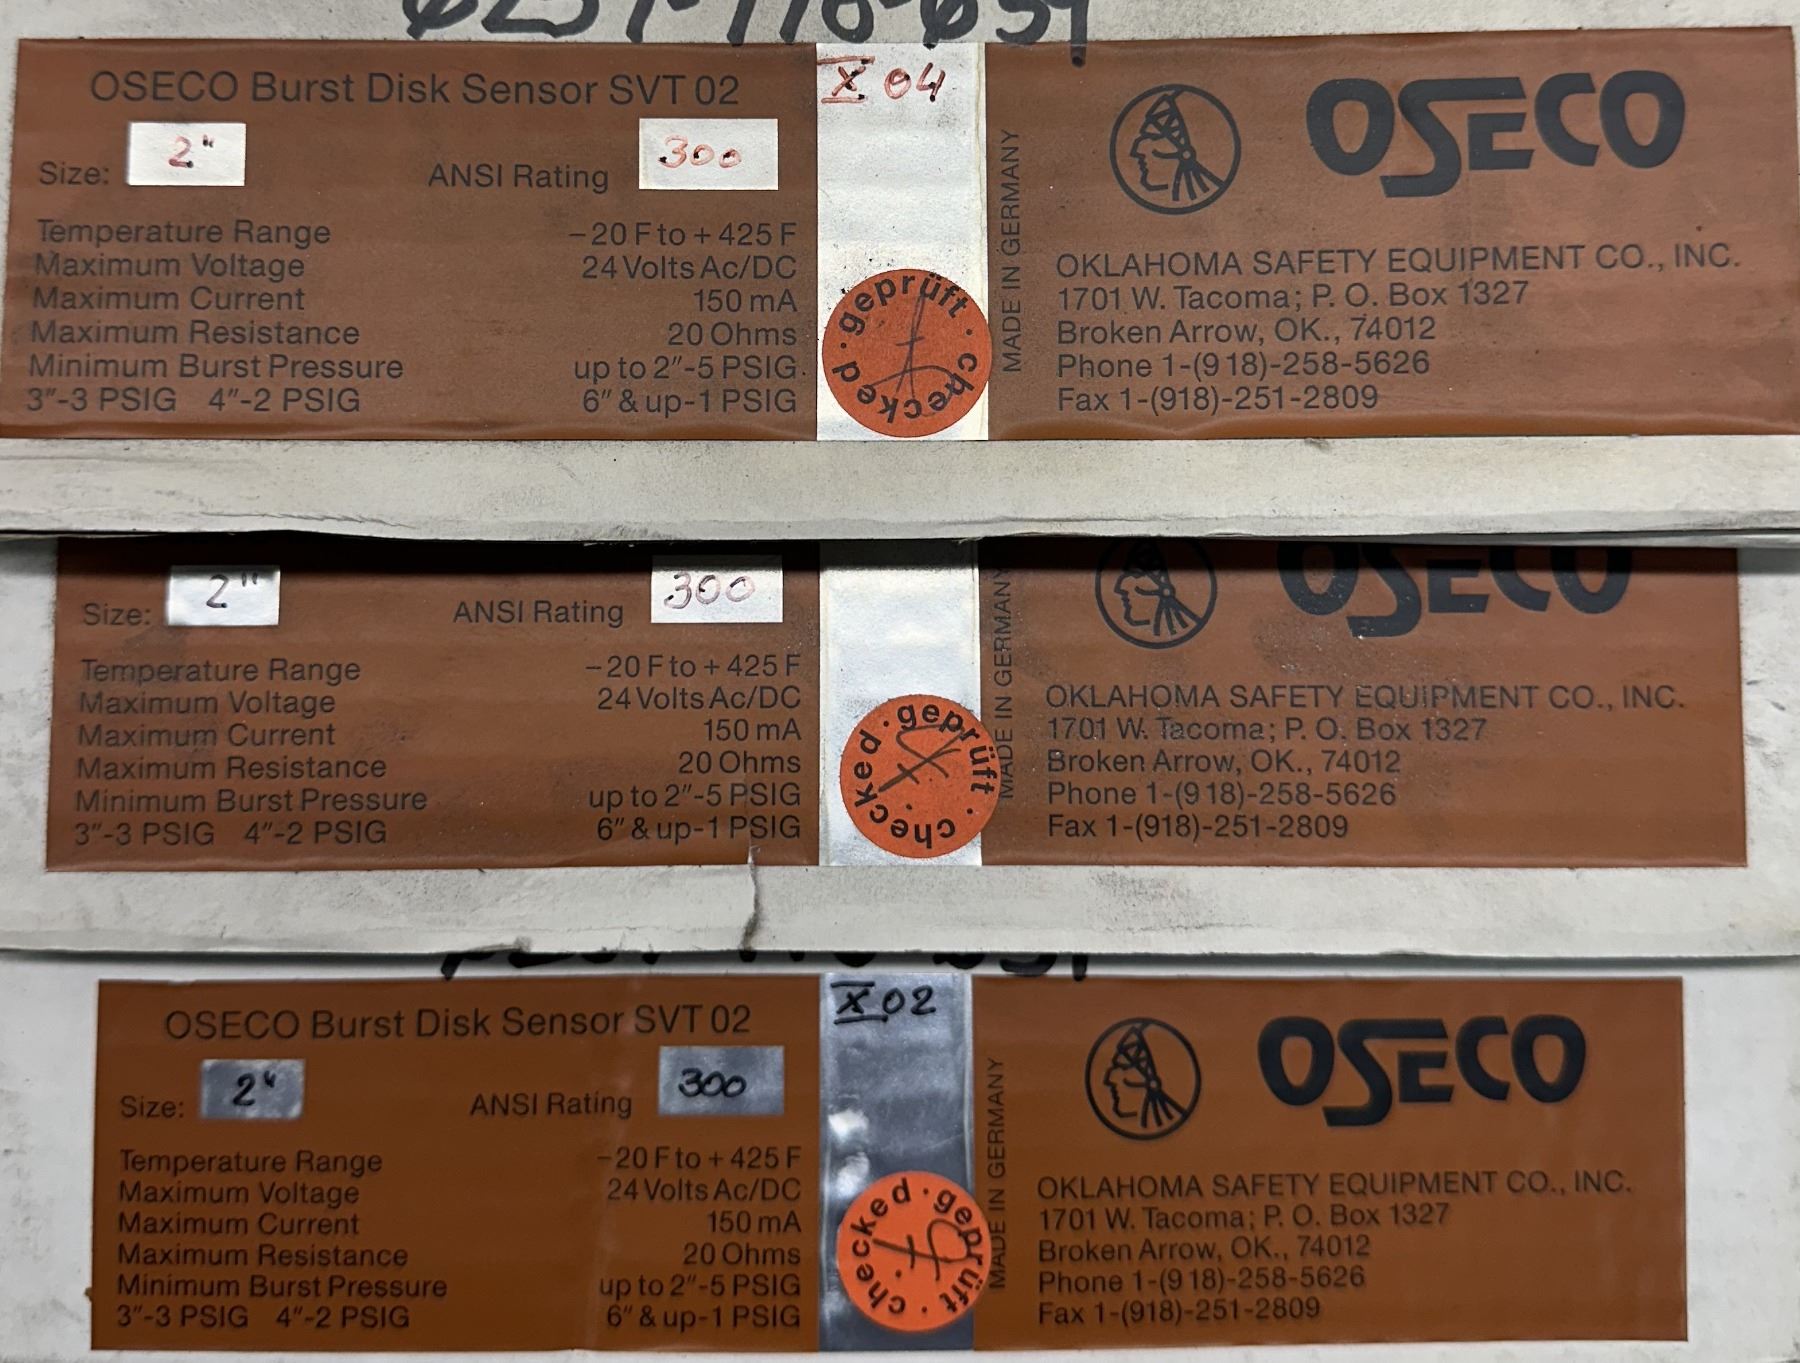 OSECO Burst Disk Sensor SVT 02
Size: 2" ANSI Rating 300
Temperature Range −20 F to + 425 F
Maximum Voltage 24 Volts Ac/DC
Maximum Current 150 mA
Maximum Resistance 20 Ohms
Minimum Burst Pressure up to 2"-5 PSIG
3"-3 PSIG 4"-2 PSIG 6" & up-1 PSIG
X 04
geprüft · checked ·
MADE IN GERMANY
OSECO
OKLAHOMA SAFETY EQUIPMENT CO., INC.
1701 W. Tacoma; P. O. Box 1327
Broken Arrow, OK., 74012
Phone 1-(918)-258-5626
Fax 1-(918)-251-2809
Size: 2" ANSI Rating 300
Temperature Range −20 F to + 425 F
Maximum Voltage 24 Volts Ac/DC
Maximum Current 150 mA
Maximum Resistance 20 Ohms
Minimum Burst Pressure up to 2"-5 PSIG
3"-3 PSIG 4"-2 PSIG 6" & up-1 PSIG
geprüft · checked ·
MADE IN GERMANY
OSECO
OKLAHOMA SAFETY EQUIPMENT CO., INC.
1701 W. Tacoma; P. O. Box 1327
Broken Arrow, OK., 74012
Phone 1-(918)-258-5626
Fax 1-(918)-251-2809
OSECO Burst Disk Sensor SVT 02
Size: 2" ANSI Rating 300
Temperature Range −20 F to + 425 F
Maximum Voltage 24 Volts Ac/DC
Maximum Current 150 mA
Maximum Resistance 20 Ohms
Minimum Burst Pressure up to 2"-5 PSIG
3"-3 PSIG 4"-2 PSIG 6" & up-1 PSIG
X 02
geprüft · checked ·
MADE IN GERMANY
OSECO
OKLAHOMA SAFETY EQUIPMENT CO., INC.
1701 W. Tacoma; P. O. Box 1327
Broken Arrow, OK., 74012
Phone 1-(918)-258-5626
Fax 1-(918)-251-2809